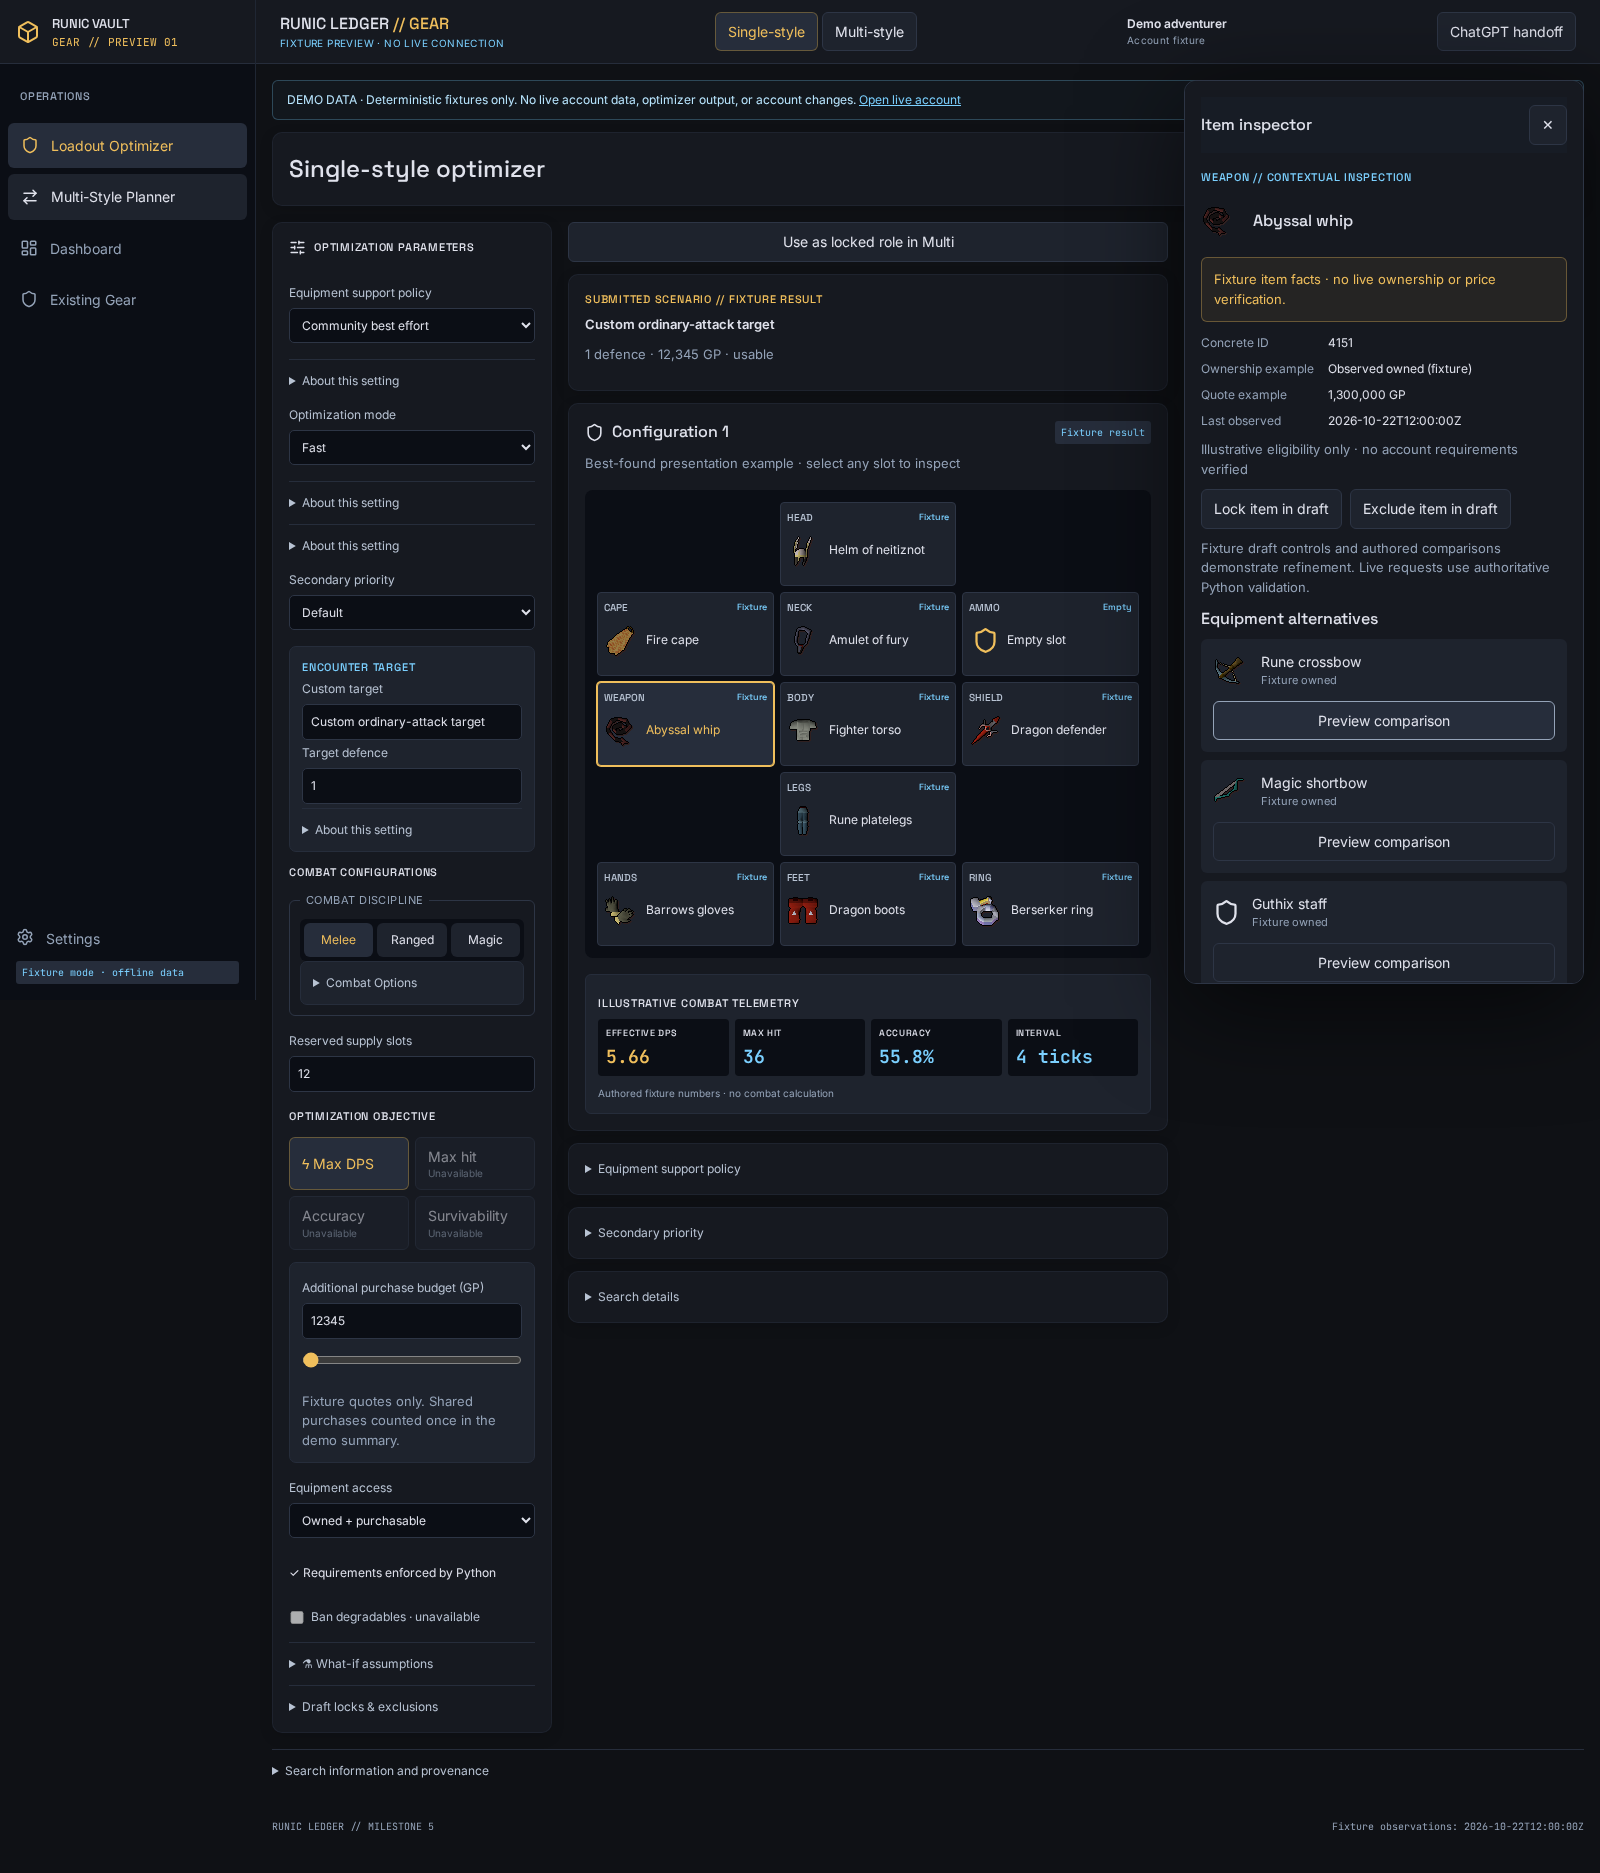 RUNIC VAULT
GEAR // PREVIEW 01
RUNIC LEDGER // GEAR
FIXTURE PREVIEW · NO LIVE CONNECTION
Single-style
Multi-style
Demo adventurer
Account fixture
ChatGPT handoff
OPERATIONS
Loadout Optimizer
Multi-Style Planner
Dashboard
Existing Gear
Settings
Fixture mode · offline data
DEMO DATA · Deterministic fixtures only. No live account data, optimizer output, or account changes. Open live account
Single-style optimizer
OPTIMIZATION PARAMETERS
Equipment support policy
Community best effort
About this setting
Optimization mode
Fast
About this setting
About this setting
Secondary priority
Default
ENCOUNTER TARGET
Custom target
Custom ordinary-attack target
Target defence
1
About this setting
COMBAT CONFIGURATIONS
COMBAT DISCIPLINE
Melee
Ranged
Magic
Combat Options
Reserved supply slots
12
OPTIMIZATION OBJECTIVE
ϟ Max DPS
Max hit
Unavailable
Accuracy
Unavailable
Survivability
Unavailable
Additional purchase budget (GP)
12345
Fixture quotes only. Shared
purchases counted once in the
demo summary.
Equipment access
Owned + purchasable
✓ Requirements enforced by Python
Ban degradables · unavailable
⚗ What-if assumptions
Draft locks & exclusions
Use as locked role in Multi
SUBMITTED SCENARIO // FIXTURE RESULT
Custom ordinary-attack target
1 defence · 12,345 GP · usable
Configuration 1
Fixture result
Best-found presentation example · select any slot to inspect
HEAD
Fixture
Helm of neitiznot
CAPE
Fixture
Fire cape
NECK
Fixture
Amulet of fury
AMMO
Empty
Empty slot
WEAPON
Fixture
Abyssal whip
BODY
Fixture
Fighter torso
SHIELD
Fixture
Dragon defender
LEGS
Fixture
Rune platelegs
HANDS
Fixture
Barrows gloves
FEET
Fixture
Dragon boots
RING
Fixture
Berserker ring
ILLUSTRATIVE COMBAT TELEMETRY
EFFECTIVE DPS
5.66
MAX HIT
36
ACCURACY
55.8%
INTERVAL
4 ticks
Authored fixture numbers · no combat calculation
Equipment support policy
Secondary priority
Search details
Item inspector
✕
WEAPON // CONTEXTUAL INSPECTION
Abyssal whip
Fixture item facts · no live ownership or price
verification.
Concrete ID 4151
Ownership example Observed owned (fixture)
Quote example 1,300,000 GP
Last observed 2026-10-22T12:00:00Z
Illustrative eligibility only · no account requirements
verified
Lock item in draft
Exclude item in draft
Fixture draft controls and authored comparisons
demonstrate refinement. Live requests use authoritative
Python validation.
Equipment alternatives
Rune crossbow
Fixture owned
Preview comparison
Magic shortbow
Fixture owned
Preview comparison
Guthix staff
Fixture owned
Preview comparison
Search information and provenance
RUNIC LEDGER // MILESTONE 5
Fixture observations: 2026-10-22T12:00:00Z